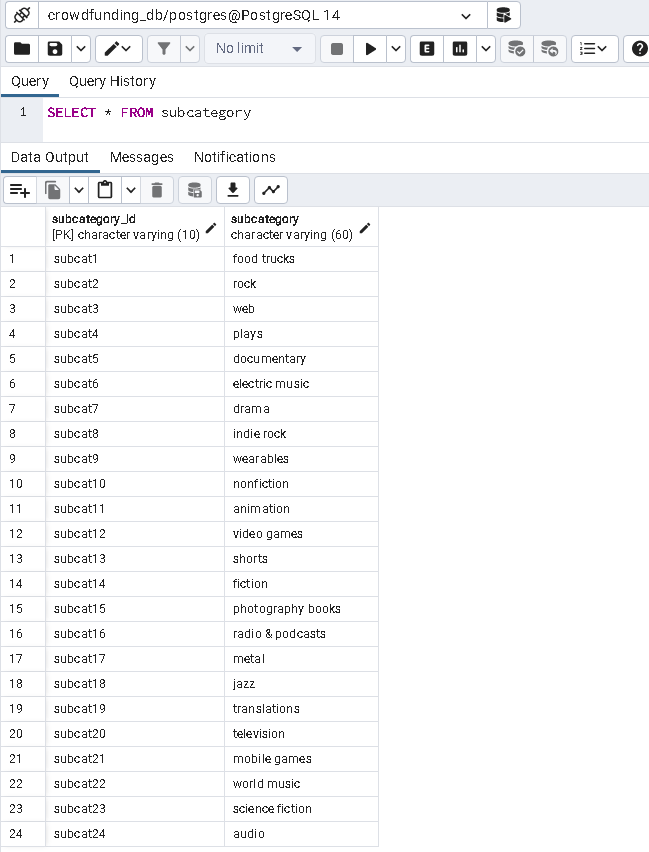 crowdfunding_db/postgres@PostgreSQL 14
No limit
E
Query Query History
1 SELECT * FROM subcategory
Data Output Messages Notifications
subcategory_id subcategory
[PK] character varying (10) character varying (60)
1 subcat1 food trucks
2 subcat2 rock
3 subcat3 web
4 subcat4 plays
5 subcat5 documentary
6 subcat6 electric music
7 subcat7 drama
8 subcat8 indie rock
9 subcat9 wearables
10 subcat10 nonfiction
11 subcat11 animation
12 subcat12 video games
13 subcat13 shorts
14 subcat14 fiction
15 subcat15 photography books
16 subcat16 radio & podcasts
17 subcat17 metal
18 subcat18 jazz
19 subcat19 translations
20 subcat20 television
21 subcat21 mobile games
22 subcat22 world music
23 subcat23 science fiction
24 subcat24 audio